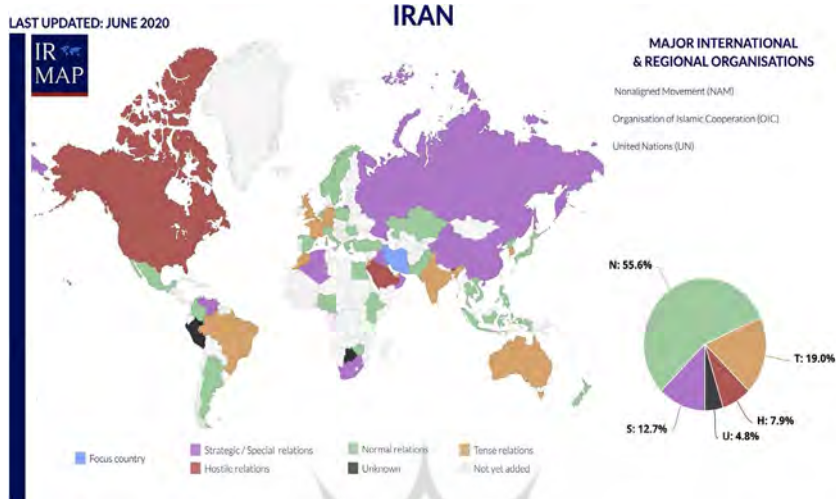 LAST UPDATED: JUNE 2020
IRAN
IR
MAP
MAJOR INTERNATIONAL
& REGIONAL ORGANISATIONS
Nonaligned Movement (NAM)
Organisation of Islamic Cooperation (OIC)
United Nations (UN)
N: 55.6%
T: 19.0%
H: 7.9%
U: 4.8%
S: 12.7%
Focus country
Strategic / Special relations
Normal relations
Tense relations
Hostile relations
Unknown
Not yet added